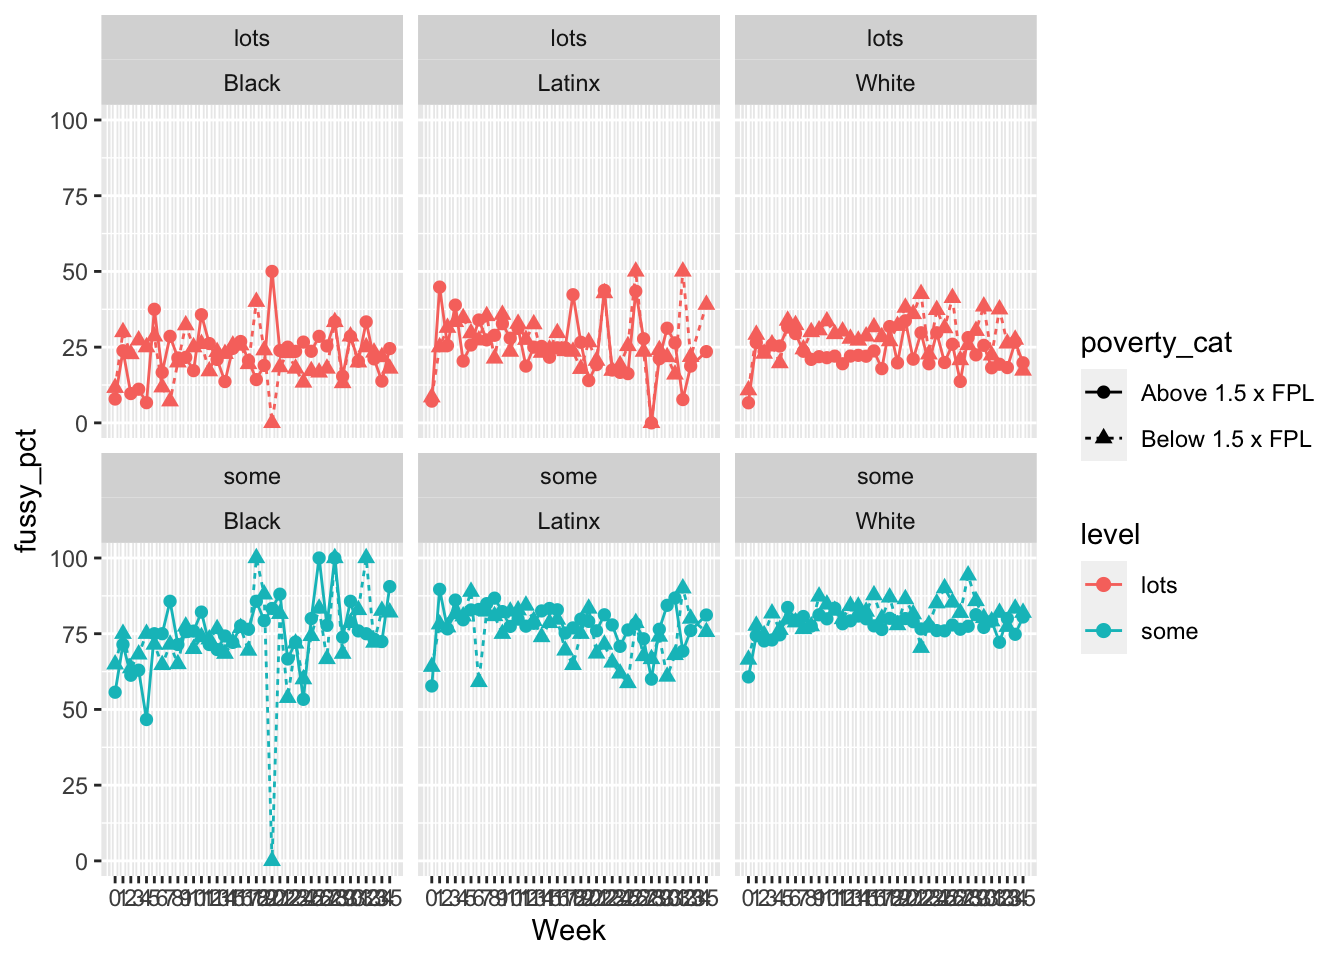 lots lots lots
Black Latinx White
100
75
50
25
0
some some some
Black Latinx White
100
75
50
25
0
fussy_pct
Week
poverty_cat
Above 1.5 x FPL
Below 1.5 x FPL
level
lots
some